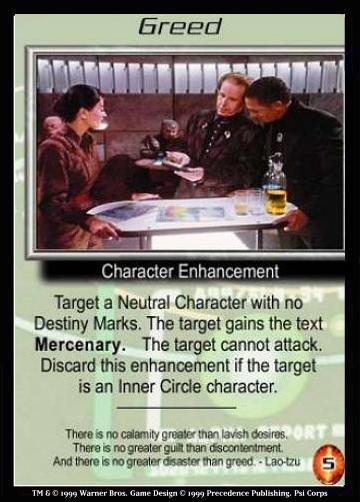 Greed
Character Enhancement
Target a Neutral Character with no
Destiny Marks. The target gains the text
Mercenary. The target cannot attack.
Discard this enhancement if the target
is an Inner Circle character.
There is no calamity greater than lavish desires.
There is no greater guilt than discontentment.
And there is no greater disaster than greed. - Lao-tzu
5
TM & © 1999 Warner Bros. Game Design © 1999 Precedence Publishing. Psi Corps